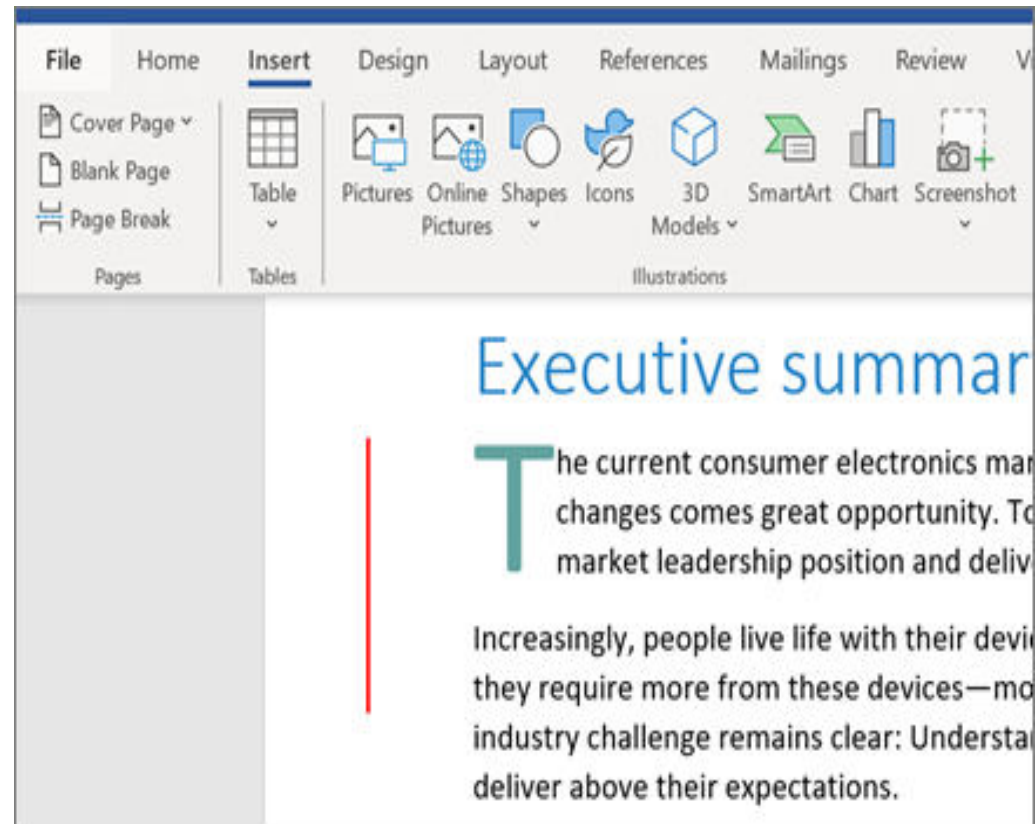 File Home Insert Design Layout References Mailings Review
Cover Page
Blank Page
Page Break
Pages
Table
Tables
Pictures Online Pictures Shapes Icons 3D Models SmartArt Chart Screenshot
Illustrations
Executive summar
The current consumer electronics mar
changes comes great opportunity. To
market leadership position and delive
Increasingly, people live life with their devi
they require more from these devices—mo
industry challenge remains clear: Understa
deliver above their expectations.